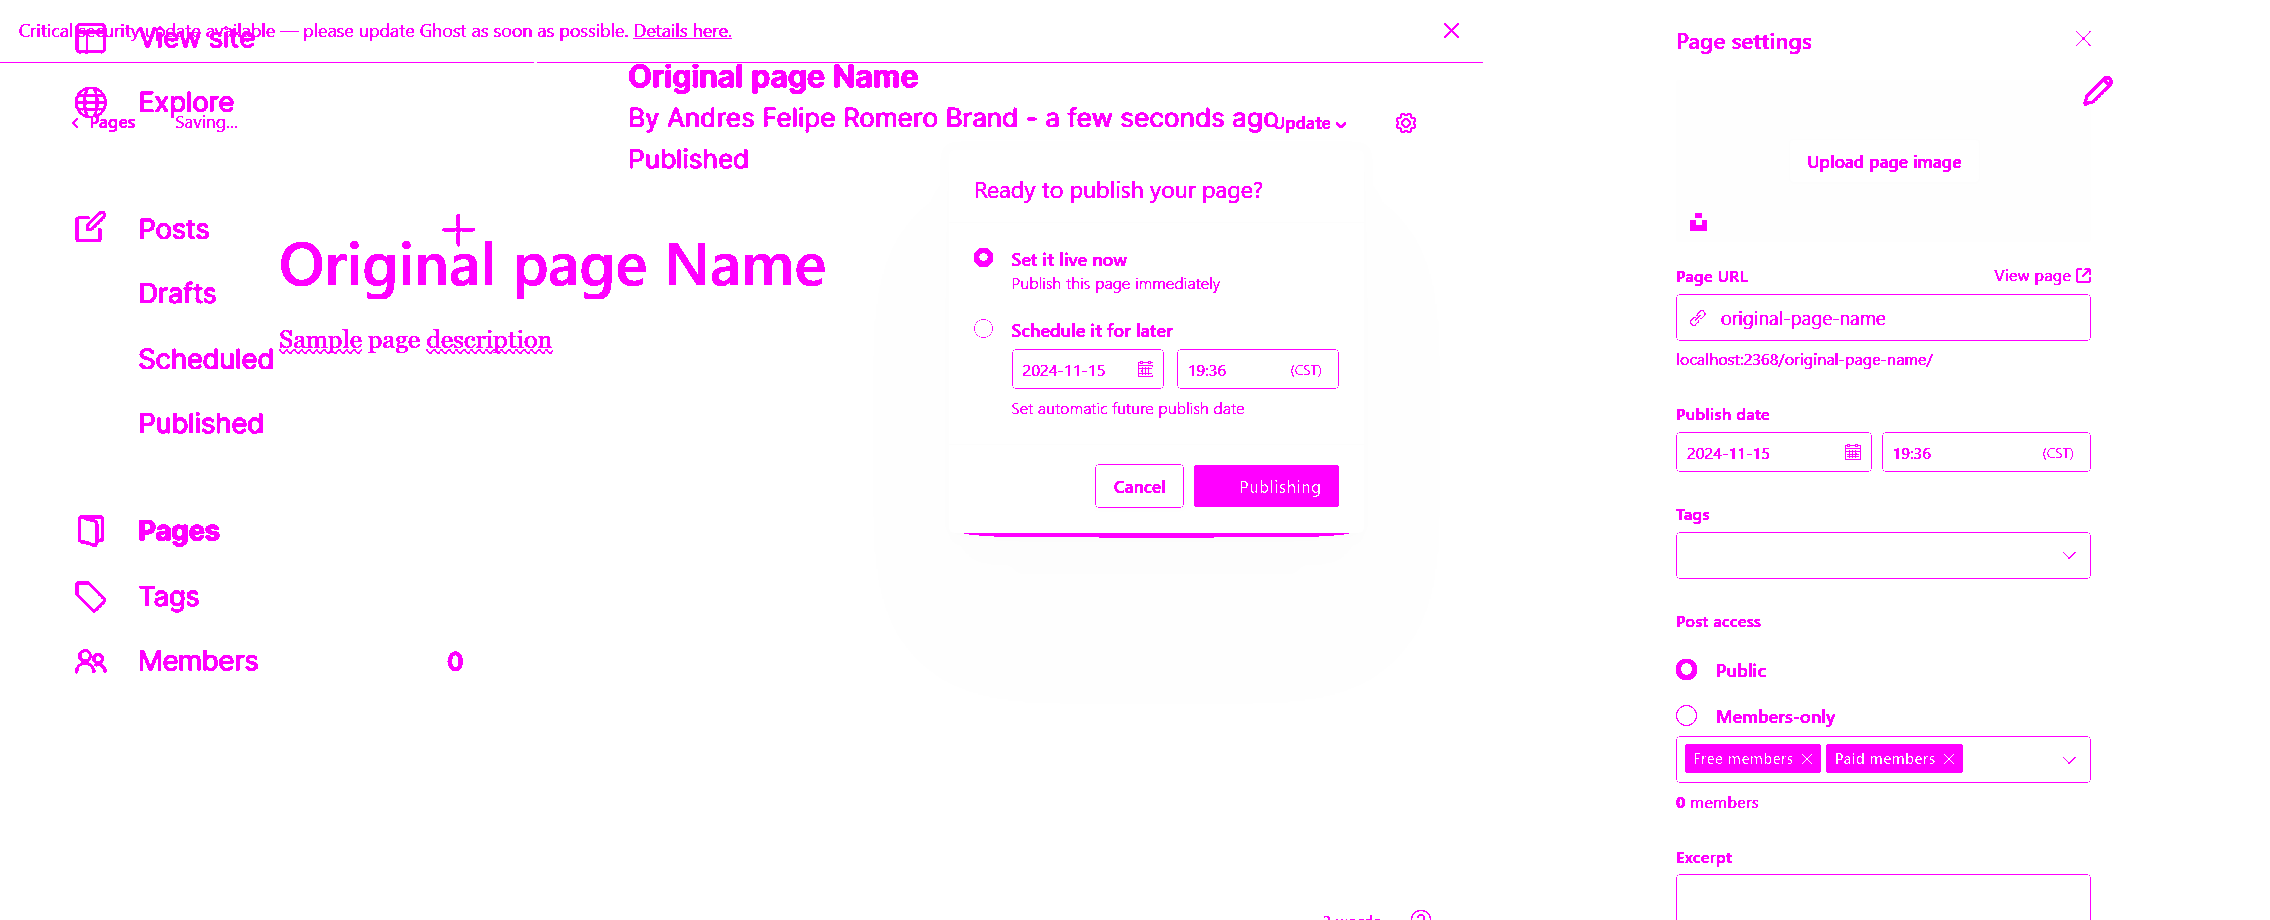 Critical security update available — please update Ghost as soon as possible. Details here.
View site
Explore
Pages
Saving...
Posts
Drafts
Scheduled
Published
Pages
Tags
Members 0
Original page Name
By Andres Felipe Romero Brand - a few seconds ago
Published
Update
Original page Name
Sample page description
Ready to publish your page?
Set it live now
Publish this page immediately
Schedule it for later
2024-11-15 19:36 (CST)
Set automatic future publish date
Cancel Publishing
Page settings
Upload page image
Page URL View page
original-page-name
localhost:2368/original-page-name/
Publish date
2024-11-15 19:36 (CST)
Tags
Post access
Public
Members-only
Free members Paid members
0 members
Excerpt